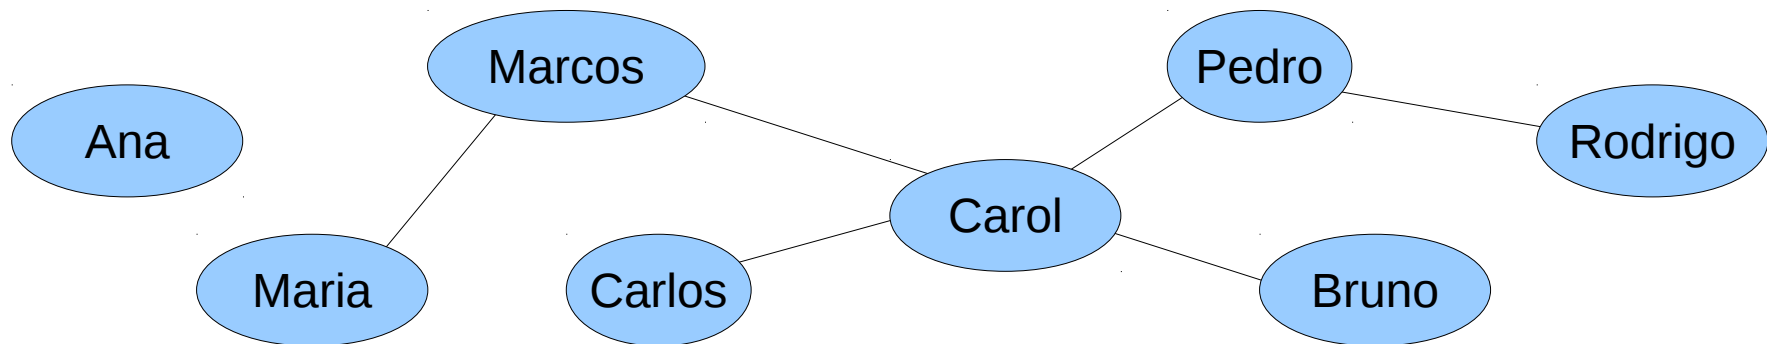 Marcos
Pedro
Ana
Rodrigo
Carol
Maria
Carlos
Bruno